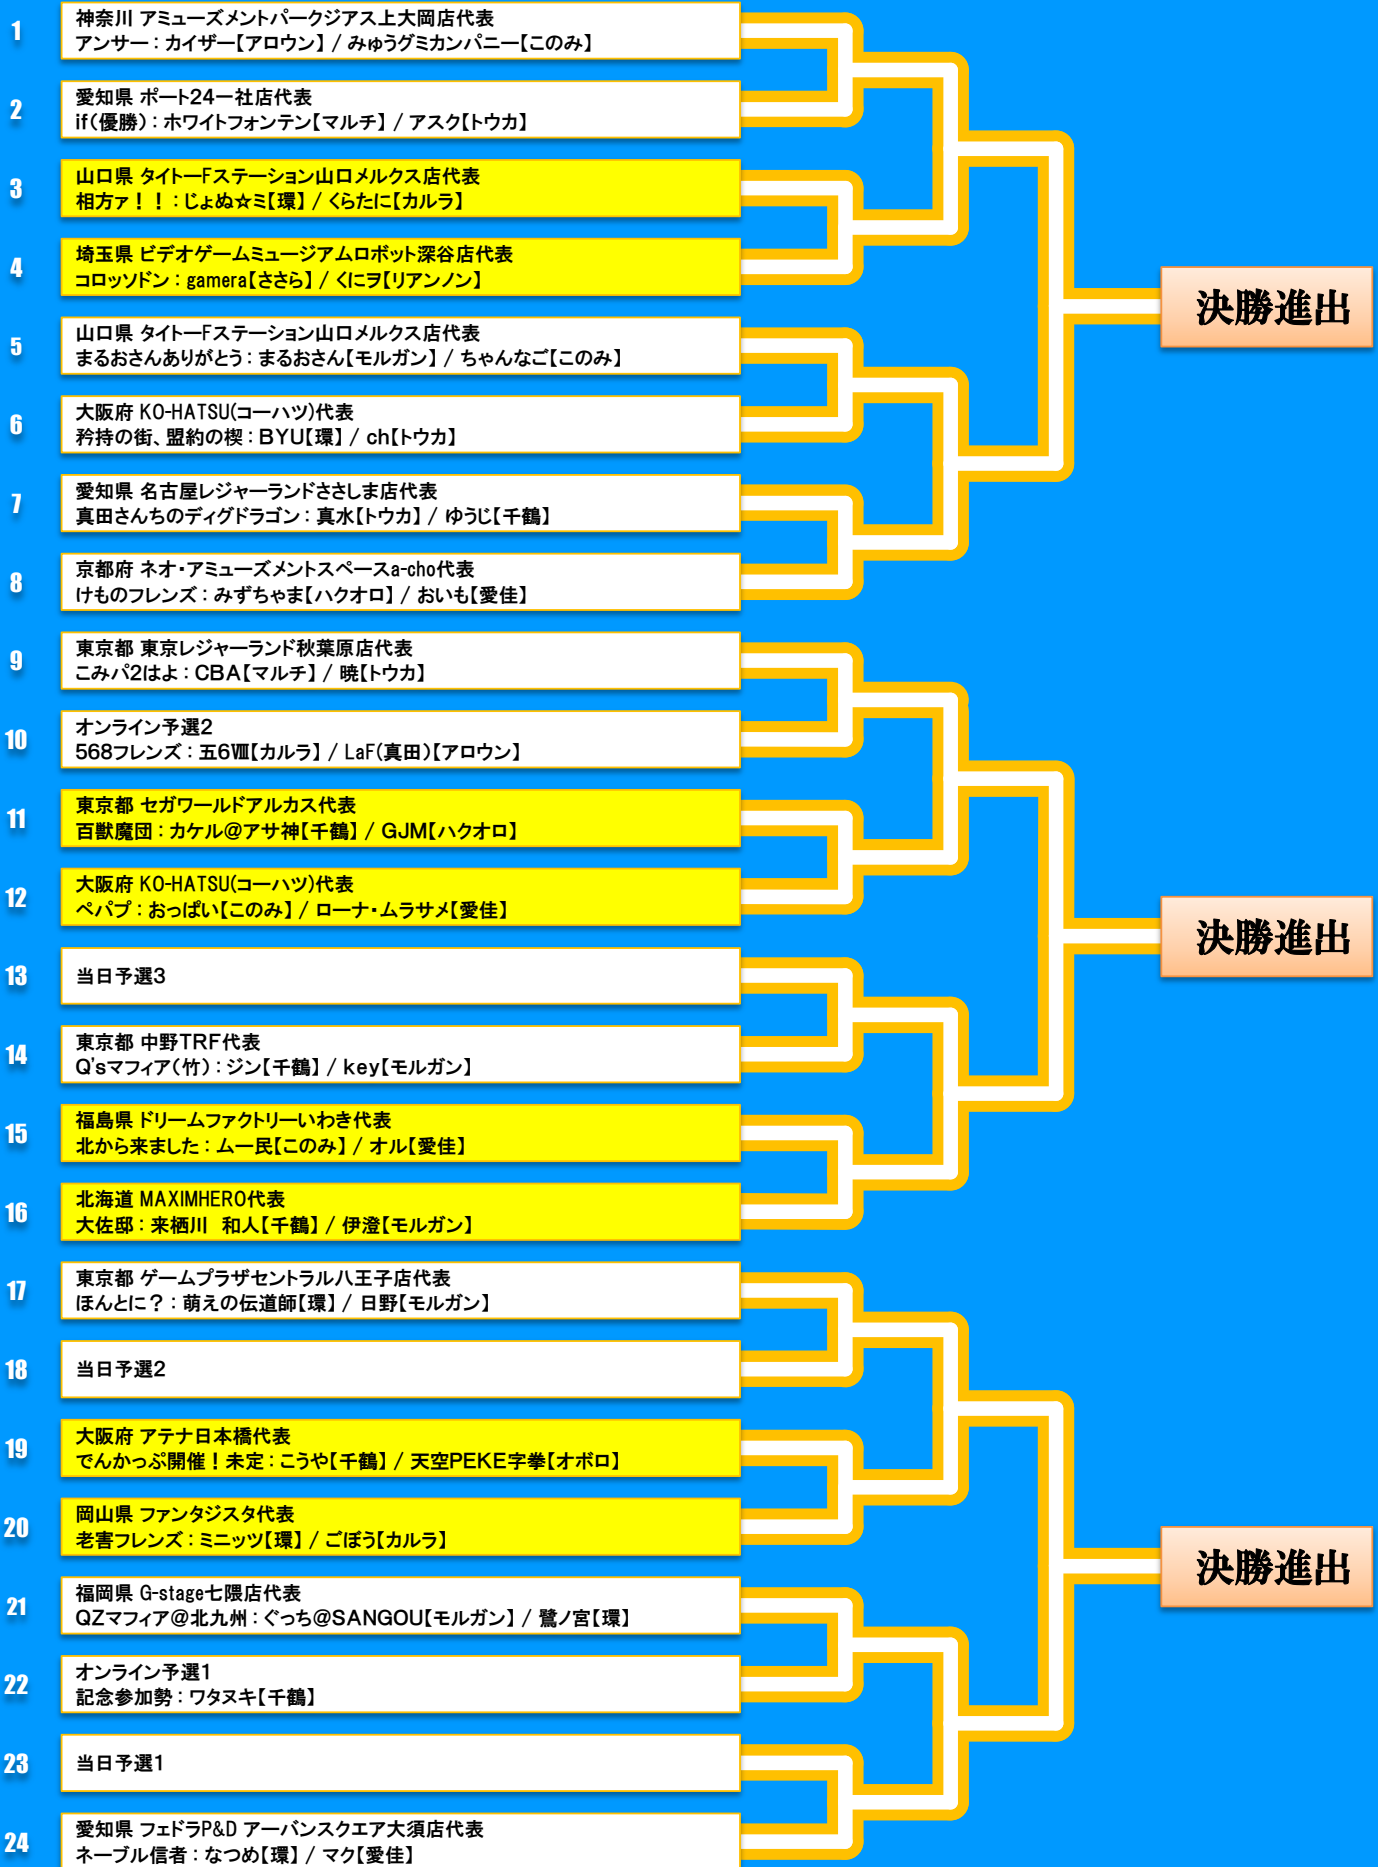 1
神奈川 アミューズメントパークジアス上大岡店代表
アンサー：カイザー【アロウン】 / みゅうグミカンパニー【このみ】
2
愛知県 ポート24一社店代表
if（優勝）：ホワイトフォンテン【マルチ】 / アスク【トウカ】
3
山口県 タイトーFステーション山口メルクス店代表
相方ァ！！：じょぬ☆ミ【環】 / くらたに【カルラ】
4
埼玉県 ビデオゲームミュージアムロボット深谷店代表
コロッソドン：gamera【ささら】 / くにヲ【リアンノン】
5
山口県 タイトーFステーション山口メルクス店代表
まるおさんありがとう：まるおさん【モルガン】 / ちゃんなご【このみ】
6
大阪府 KO-HATSU(コーハツ)代表
矜持の街、盟約の楔：BYU【環】 / ch【トウカ】
7
愛知県 名古屋レジャーランドささしま店代表
真田さんちのディグドラゴン：真水【トウカ】 / ゆうじ【千鶴】
8
京都府 ネオ・アミューズメントスペースa-cho代表
けものフレンズ：みずちゃま【ハクオロ】 / おいも【愛佳】
9
東京都 東京レジャーランド秋葉原店代表
こみパ2はよ：CBA【マルチ】 / 暁【トウカ】
10
オンライン予選2
568フレンズ：五6Ⅷ【カルラ】 / LaF（真田）【アロウン】
11
東京都 セガワールドアルカス代表
百獣魔団：カケル＠アサ神【千鶴】 / GJM【ハクオロ】
12
大阪府 KO-HATSU(コーハツ)代表
ペパプ：おっぱい【このみ】 / ローナ・ムラサメ【愛佳】
13
当日予選3
14
東京都 中野TRF代表
Q'sマフィア（竹）：ジン【千鶴】 / key【モルガン】
15
福島県 ドリームファクトリーいわき代表
北から来ました：ムー民【このみ】 / オル【愛佳】
16
北海道 MAXIMHERO代表
大佐邸：来栖川　和人【千鶴】 / 伊澄【モルガン】
17
東京都 ゲームプラザセントラル八王子店代表
ほんとに？：萌えの伝道師【環】 / 日野【モルガン】
18
当日予選2
19
大阪府 アテナ日本橋代表
でんかっぷ開催！未定：こうや【千鶴】 / 天空PEKE字拳【オボロ】
20
岡山県 ファンタジスタ代表
老害フレンズ：ミニッツ【環】 / ごぼう【カルラ】
21
福岡県 G-stage七隈店代表
QZマフィア＠北九州：ぐっち＠SANGOU【モルガン】 / 鷺ノ宮【環】
22
オンライン予選1
記念参加勢：ワタヌキ【千鶴】
23
当日予選1
24
愛知県 フェドラP&D アーバンスクエア大須店代表
ネーブル信者：なつめ【環】 / マク【愛佳】
決勝進出
決勝進出
決勝進出